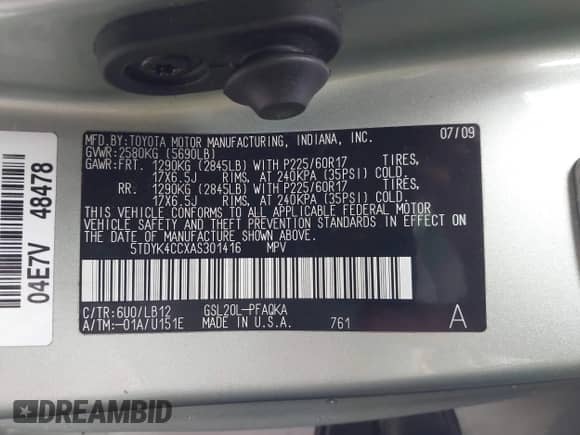 MFD.BY:TOYOTA MOTOR MANUFACTURING, INDIANA, INC. 07/09
GVWR:2580KG (5690LB)
GAWR:FRT. 1290KG (2845LB) WITH P225/60R17 TIRES,
17X6.5J RIMS, AT 240KPA (35PSI) COLD.
RR. 1290KG (2845LB) WITH P225/60R17 TIRES,
17X6.5J RIMS, AT 240KPA (35PSI) COLD.
THIS VEHICLE CONFORMS TO ALL APPLICABLE FEDERAL MOTOR
VEHICLE SAFETY AND THEFT PREVENTION STANDARDS IN EFFECT
ON THE DATE OF MANUFACTURE SHOWN ABOVE.
5TDYK4CCXAS301416 MPV
C/TR:6U0/LB12 GSL20L-PFAQKA
A/TM:-01A/U151E MADE IN U.S.A. 761 A
04E7V 48478
DREAMBID